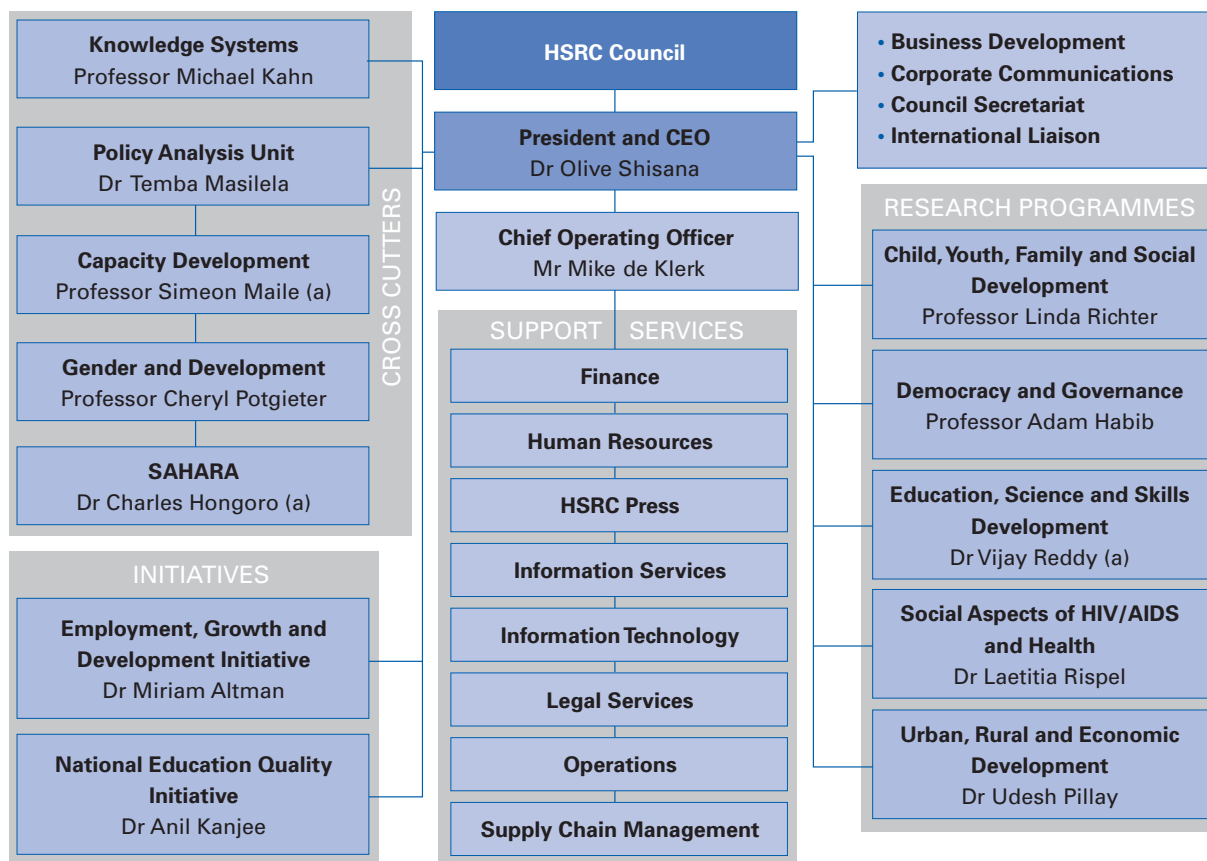 Knowledge Systems
Professor Michael Kahn
Policy Analysis Unit
Dr Temba Masilela
Capacity Development
Professor Simeon Maile (a)
Gender and Development
Professor Cheryl Potgieter
SAHARA
Dr Charles Hongoro (a)
CROSS CUTTERS
INITIATIVES
Employment, Growth and
Development Initiative
Dr Miriam Altman
National Education Quality
Initiative
Dr Anil Kanjee
HSRC Council
President and CEO
Dr Olive Shisana
Chief Operating Officer
Mr Mike de Klerk
SUPPORT SERVICES
Finance
Human Resources
HSRC Press
Information Services
Information Technology
Legal Services
Operations
Supply Chain Management
• Business Development
• Corporate Communications
• Council Secretariat
• International Liaison
RESEARCH PROGRAMMES
Child, Youth, Family and Social
Development
Professor Linda Richter
Democracy and Governance
Professor Adam Habib
Education, Science and Skills
Development
Dr Vijay Reddy (a)
Social Aspects of HIV/AIDS
and Health
Dr Laetitia Rispel
Urban, Rural and Economic
Development
Dr Udesh Pillay